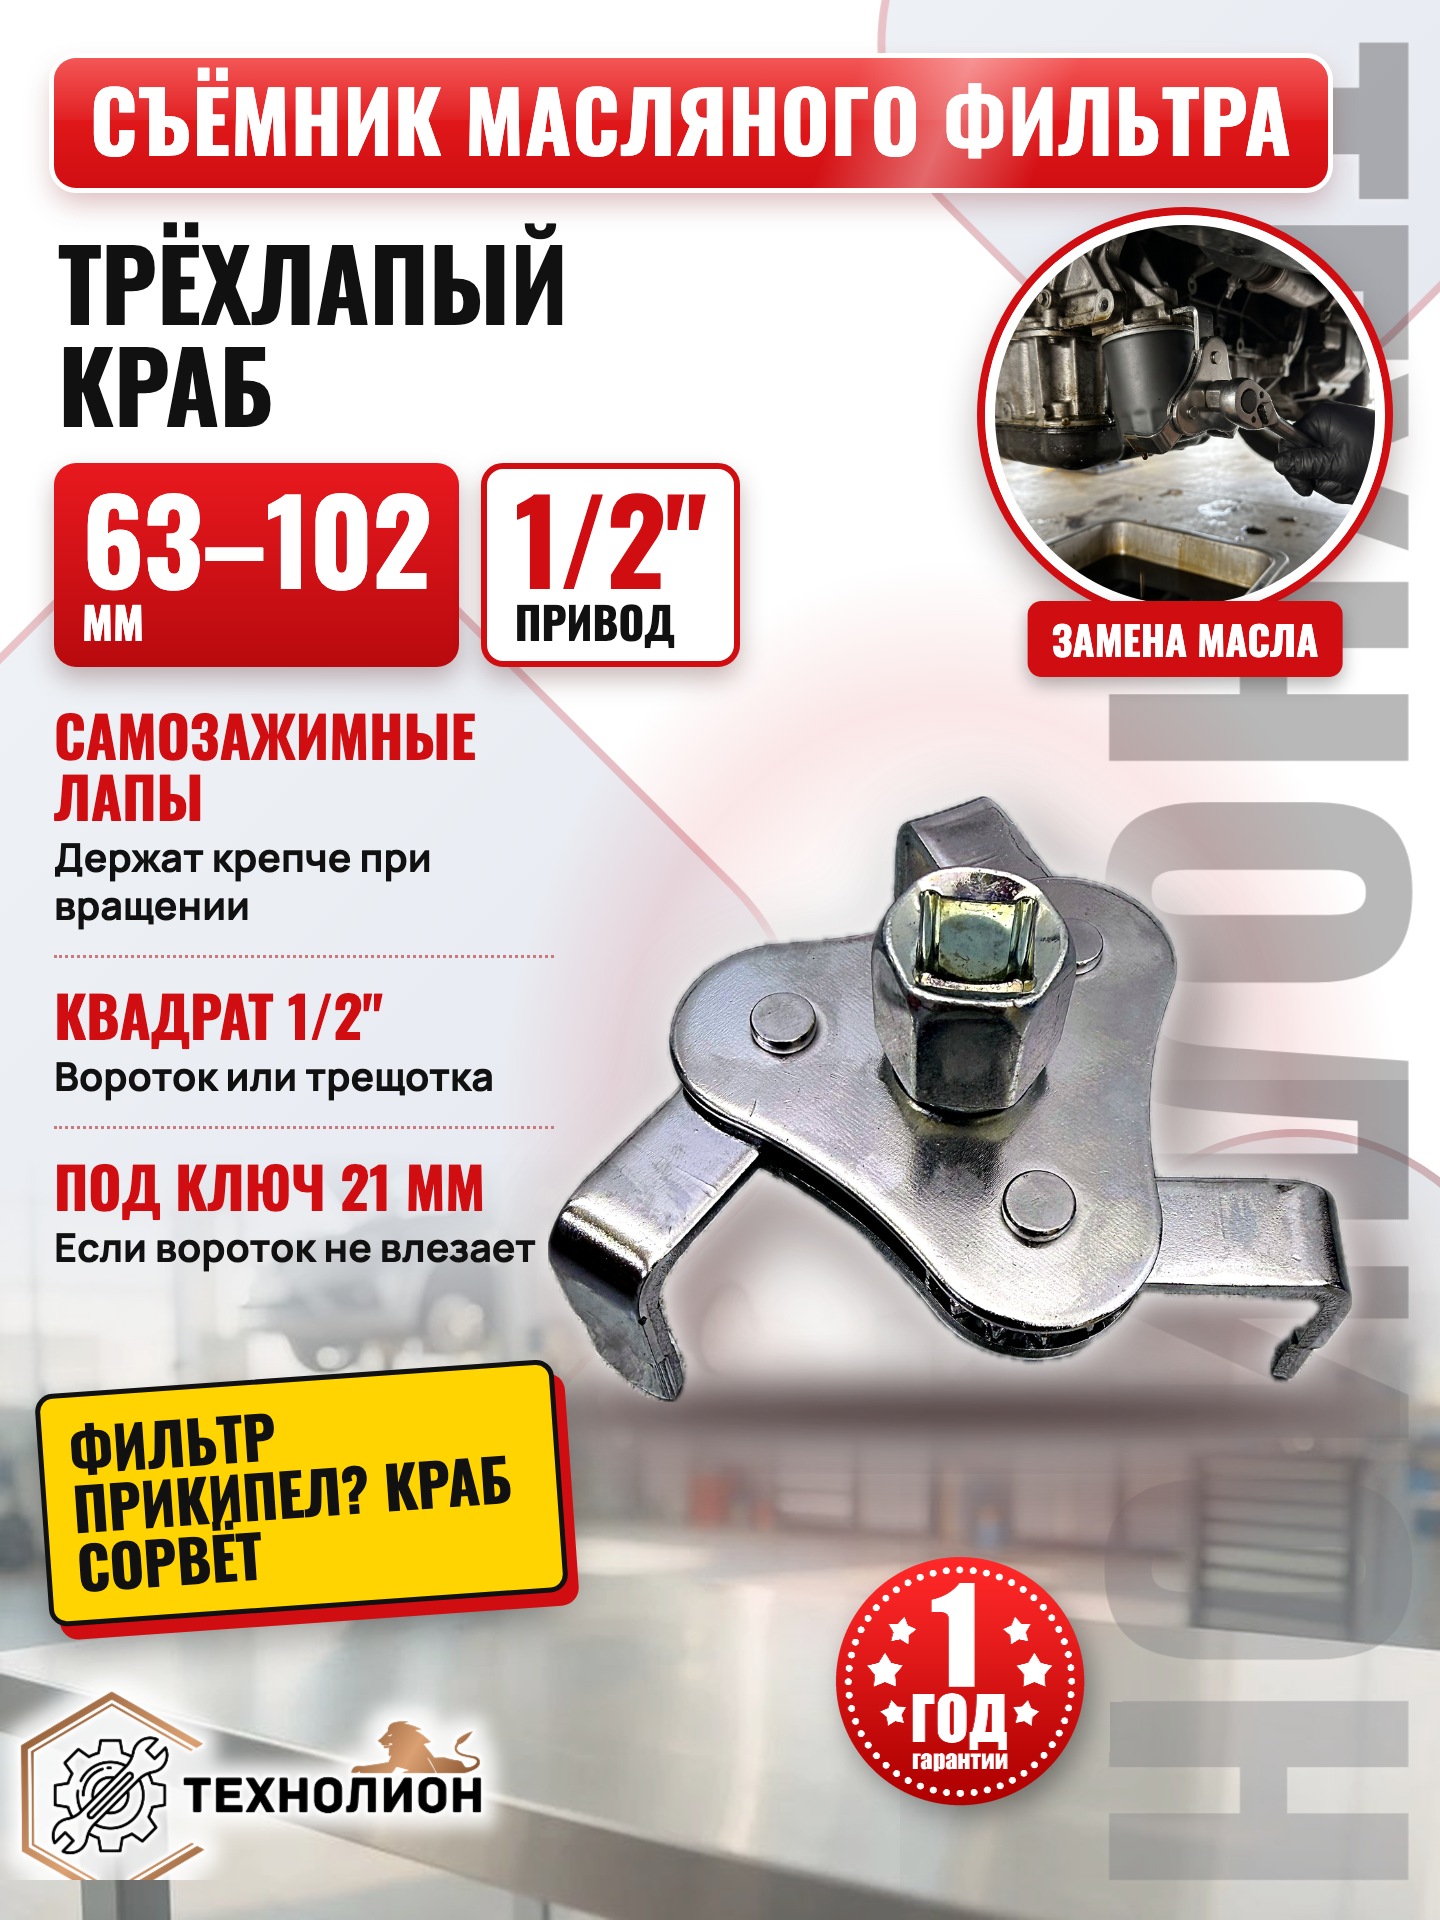 СЪЁМНИК МАСЛЯНОГО ФИЛЬТРА
ТРЁХЛАПЫЙ
КРАБ
63–102
ММ
1/2"
ПРИВОД
ЗАМЕНА МАСЛА
САМОЗАЖИМНЫЕ
ЛАПЫ
Держат крепче при
вращении
КВАДРАТ 1/2"
Вороток или трещотка
ПОД КЛЮЧ 21 ММ
Если вороток не влезает
ФИЛЬТР
ПРИКИПЕЛ? КРАБ
СОРВЁТ
1
ГОД
гарантии
ТЕХНОЛИОН